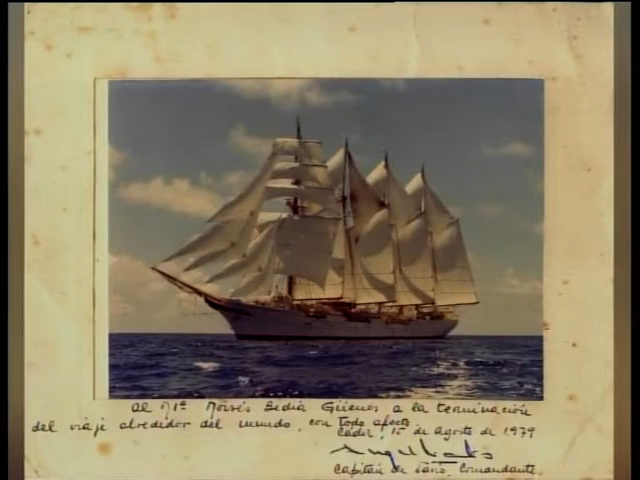 Al Mº Moisés Bedia Güenes a la terminación
del viaje alrededor del mundo, con todo afecto
Cádiz, 15 de Agosto de 1979
Capitán de Navío, Comandante.